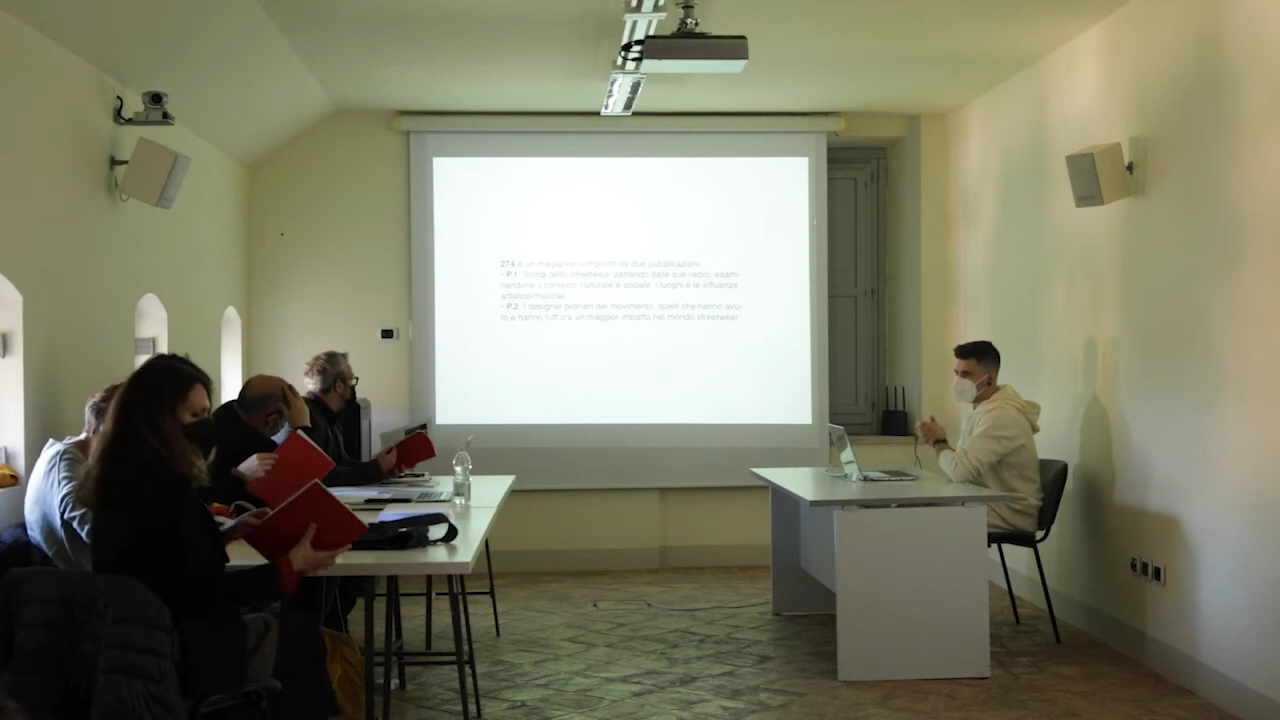 274 è un magazine composto da due pubblicazioni:
- P.1. Storia dello streetwear partendo dalle sue radici, esami-
nandone il contesto culturale e sociale, i luoghi e le influenze
artistico/musicali.
- P.2. I designer pionieri del movimento, quelli che hanno avu-
to e hanno tutt'ora un maggior impatto nel mondo streetwear.